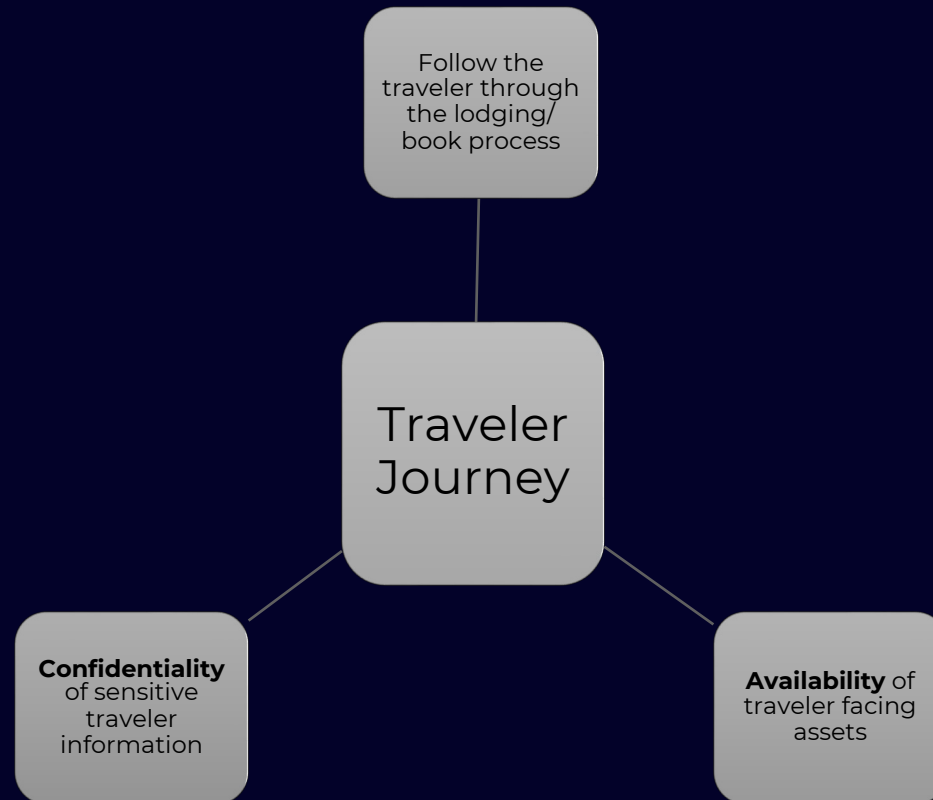 Follow the
traveler through
the lodging/
book process
Traveler
Journey
Confidentiality
of sensitive
traveler
information
Availability of
traveler facing
assets